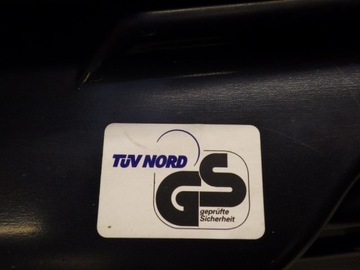 TÜV NORD
GS
geprüfte
Sicherheit